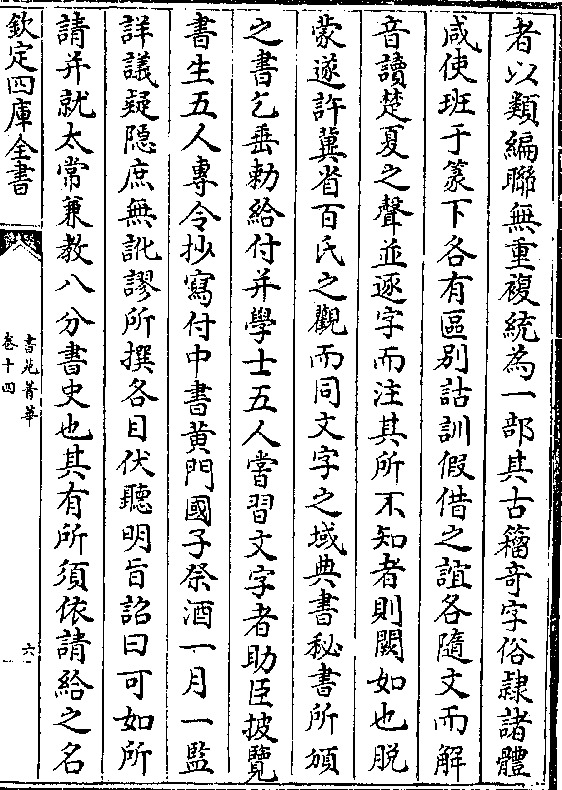 者以類編聯無重複統為一部其古籀奇字俗隷諸體
咸使班于篆下各有區别詁訓假借之誼各隨文而解
音讀楚夏之聲並逐字而注其所不知者則闕如也脱
蒙遂許冀省百氏之觀而同文字之域典書秘書所頒
之書乞垂勅給付并學士五人嘗習文字者助臣披覽
書生五人專令抄寫付中書黄門國子祭酒一月一監
詳議疑隠庶無訛謬所撰各目伏聽明㫖詔曰可如所
請并就太常兼教八分書史也其有所須依請給之名
欽定四庫全書
書苑菁華
卷十四
六